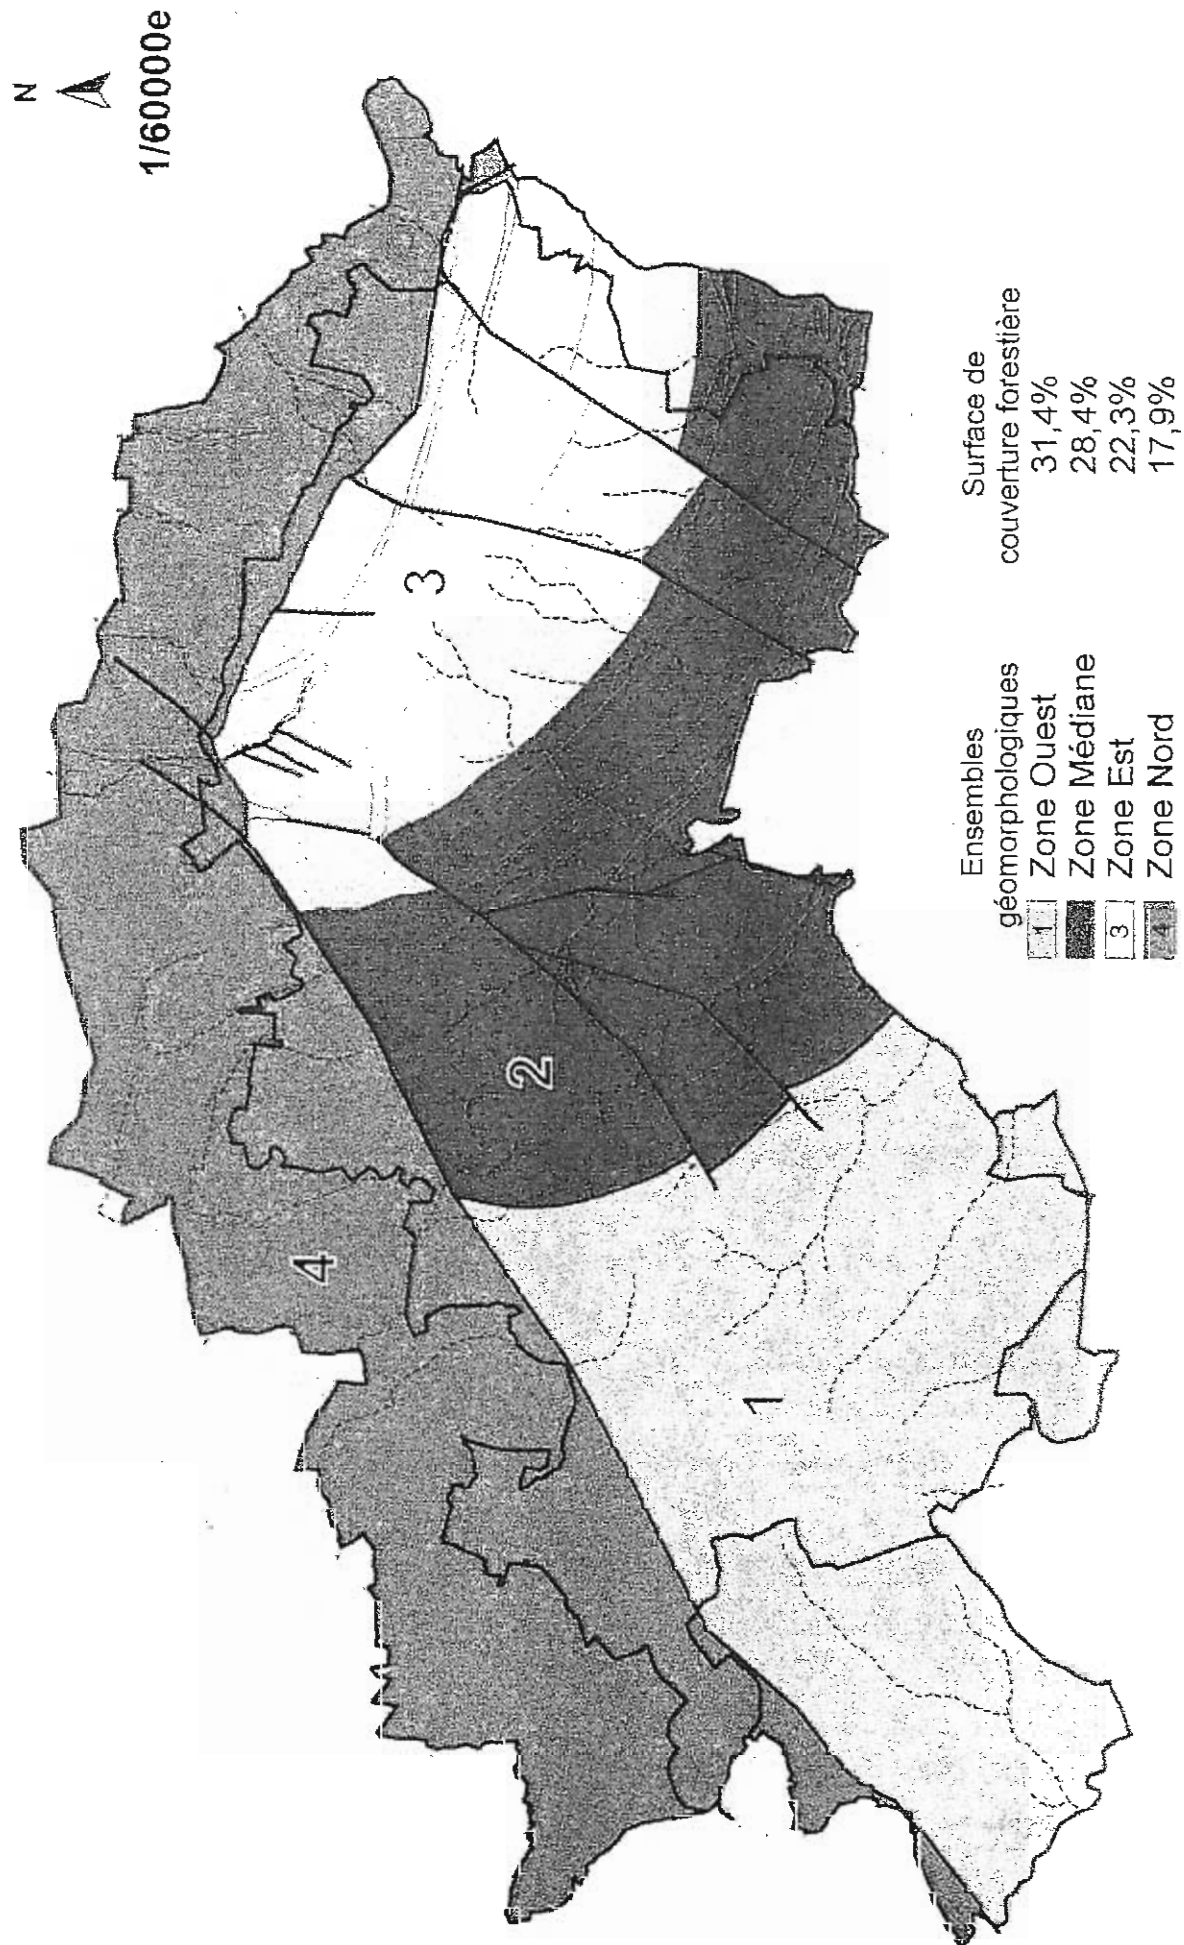 N
1/60000e
4
3
2
1
Ensembles
géomorphologiques
Surface de
couverture forestière
1 Zone Ouest 31,4%
Zone Médiane 28,4%
3 Zone Est 22,3%
4 Zone Nord 17,9%